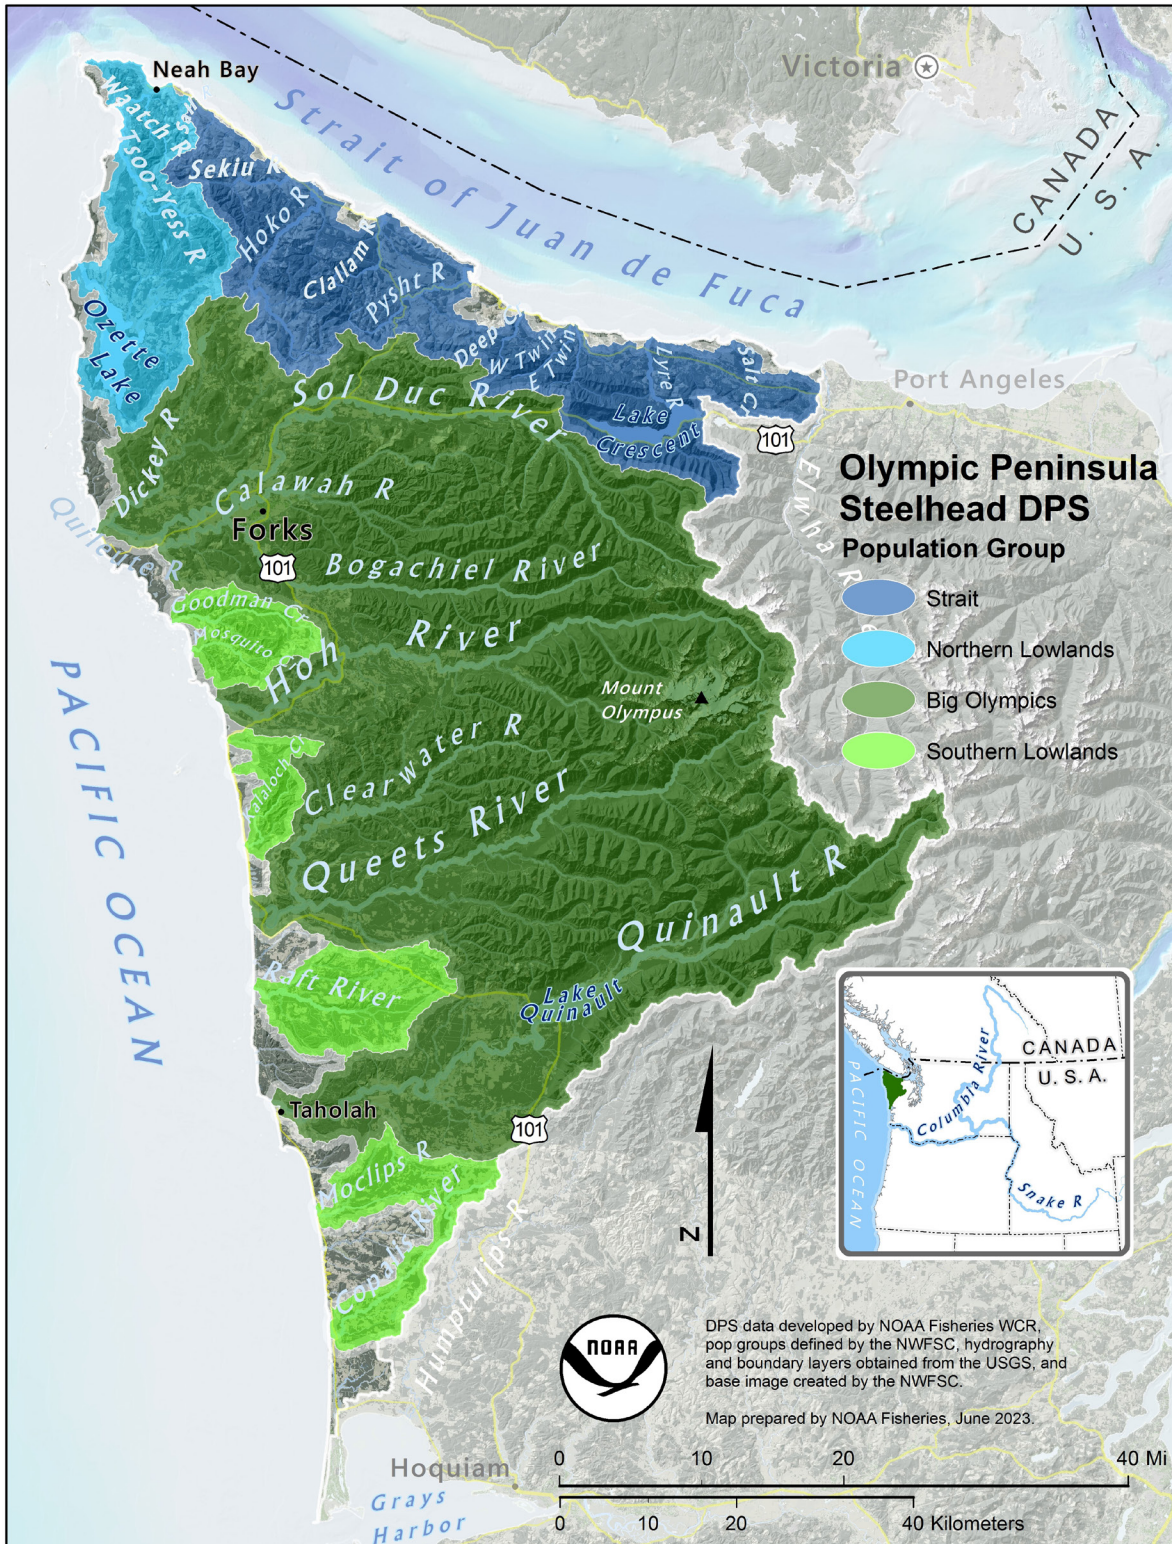 Victoria
Neah Bay
Strait of Juan de Fuca
CANADA
U. S. A.
Waatch R
Sail
Tsoo-Yess R
Sekiu R
Hoko R
Clallam R
Pysht R
Deep C
W Twin
E Twin
Lyre R
Salt Cr
Lake
Crescent
Ozette
Lake
Port Angeles
101
Elwha R
Olympic Peninsula
Steelhead DPS
Population Group
Strait
Northern Lowlands
Big Olympics
Southern Lowlands
Sol Duc River
Dickey R
Calawah R
Forks
Quileute R
101
Bogachiel River
Goodman Cr
Mosquito Cr
Hoh River
Mount
Olympus
PACIFIC OCEAN
Kalaloch Cr
Clearwater R
Queets River
Quinault R
Raft River
Lake
Quinault
Taholah
101
Moclips R
Copalis River
Humptulips R
N
CANADA
U. S. A.
Columbia River
PACIFIC OCEAN
Snake R
NOAA
DPS data developed by NOAA Fisheries WCR,
pop groups defined by the NWFSC, hydrography
and boundary layers obtained from the USGS, and
base image created by the NWFSC.
Map prepared by NOAA Fisheries, June 2023.
Hoquiam
Grays
Harbor
0 10 20 40 Mi
0 10 20 40 Kilometers